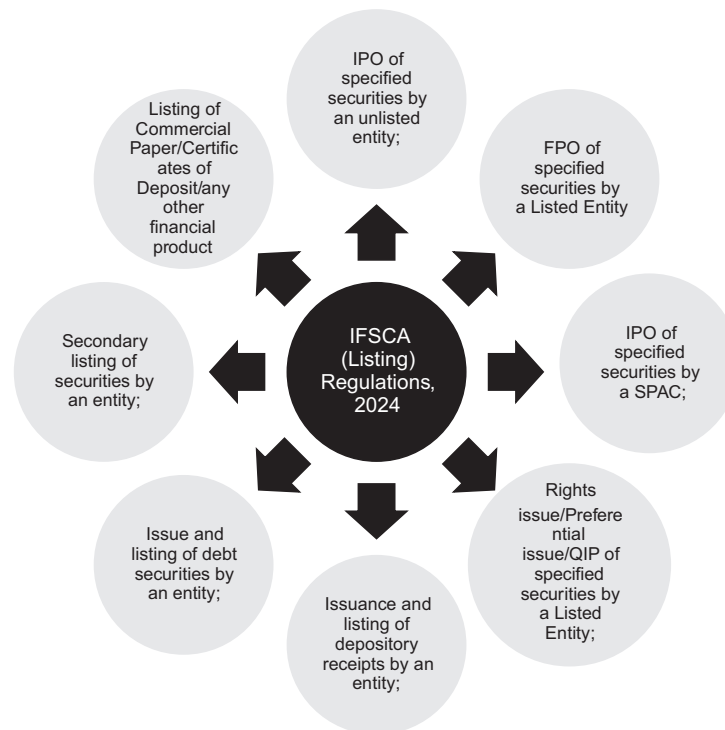 IPO of
specified
securities by
an unlisted
entity;
FPO of
specified
securities by
a Listed Entity
IPO of
specified
securities by
a SPAC;
Rights
issue/Prefere
ntial
issue/QIP of
specified
securities by
a Listed
Entity;
Issuance and
listing of
depository
receipts by an
entity;
Issue and
listing of debt
securities by
an entity;
Secondary
listing of
securities by
an entity;
Listing of
Commercial
Paper/Certific
ates of
Deposit/any
other
financial
product
IFSCA
(Listing)
Regulations,
2024